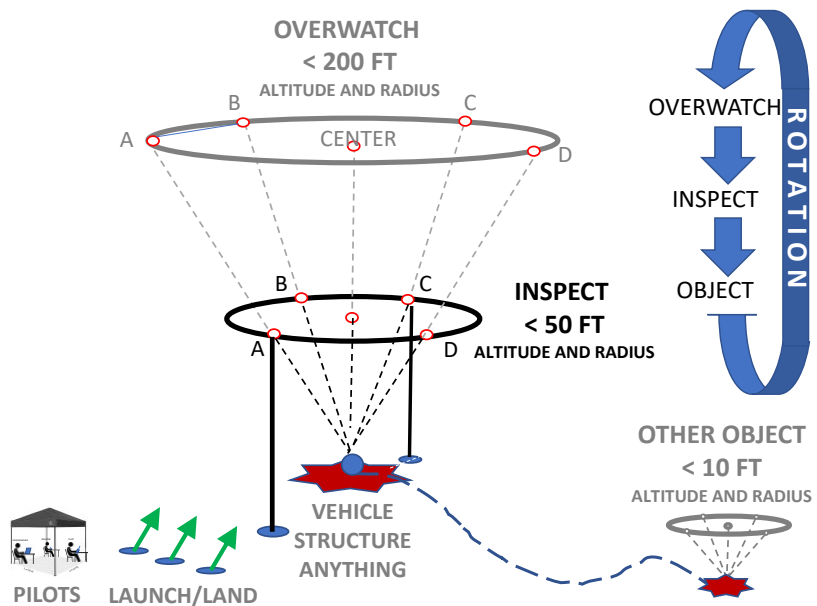 OVERWATCH
< 200 FT
ALTITUDE AND RADIUS
A
B
C
D
CENTER
INSPECT
< 50 FT
ALTITUDE AND RADIUS
A
B
C
D
VEHICLE
STRUCTURE
ANYTHING
PILOTS
LAUNCH/LAND
OTHER OBJECT
< 10 FT
ALTITUDE AND RADIUS
OVERWATCH
INSPECT
OBJECT
ROTATION